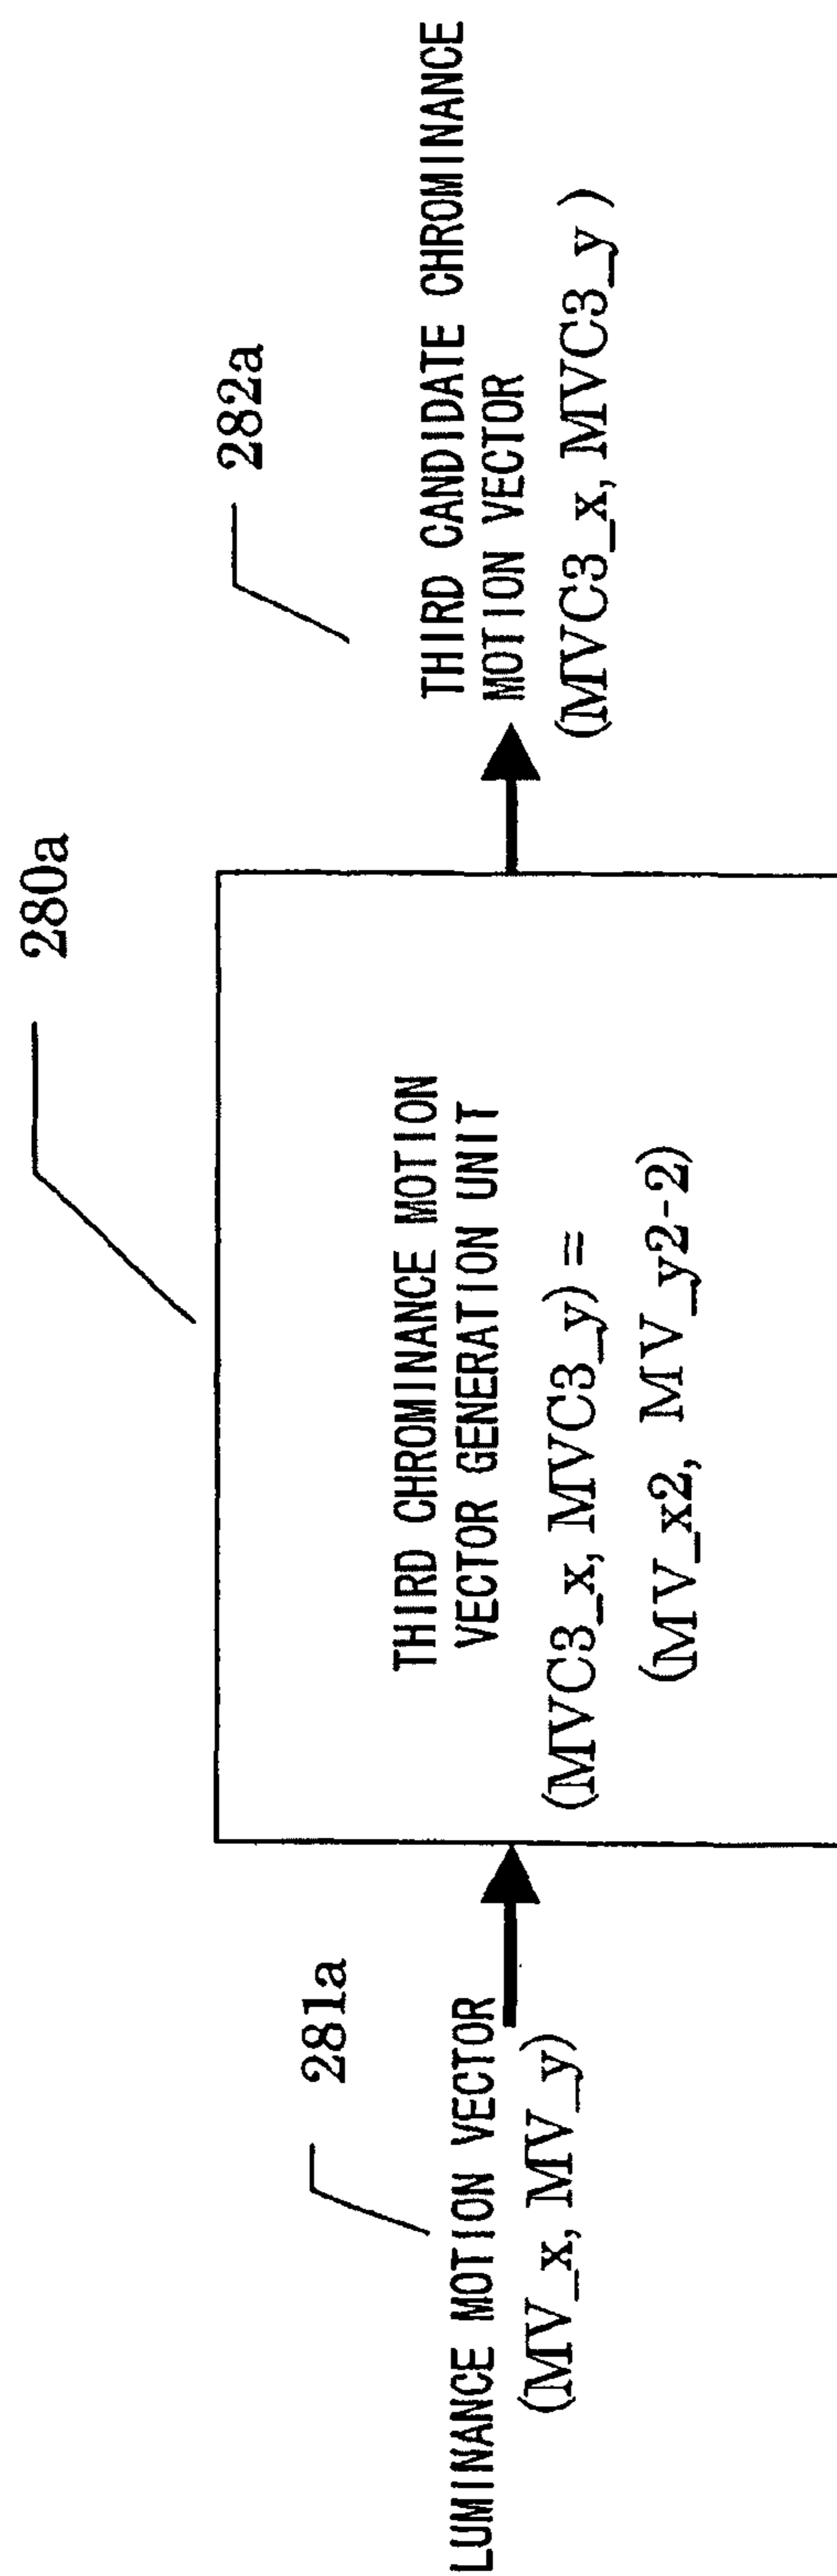 280a
281a
LUMINANCE MOTION VECTOR
(MV_x, MV_y)
THIRD CHROMINANCE MOTION
VECTOR GENERATION UNIT
(MVC3_x, MVC3_y) =
(MV_x2, MV_y2-2)
282a
THIRD CANDIDATE CHROMINANCE
MOTION VECTOR
(MVC3_x, MVC3_y )